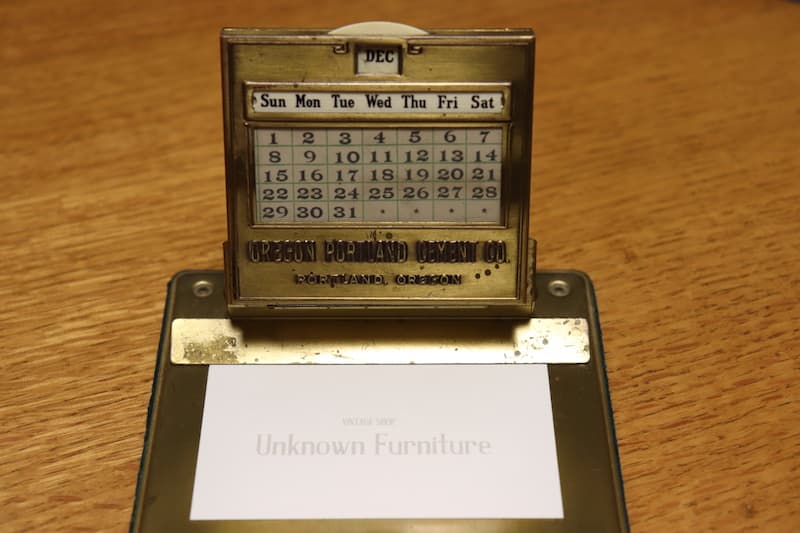 DEC
Sun Mon Tue Wed Thu Fri Sat
1 2 3 4 5 6 7
8 9 10 11 12 13 14
15 16 17 18 19 20 21
22 23 24 25 26 27 28
29 30 31 * * * *
OREGON PORTLAND CEMENT CO.
PORTLAND, OREGON
VINTAGE SHOP
Unknown Furniture